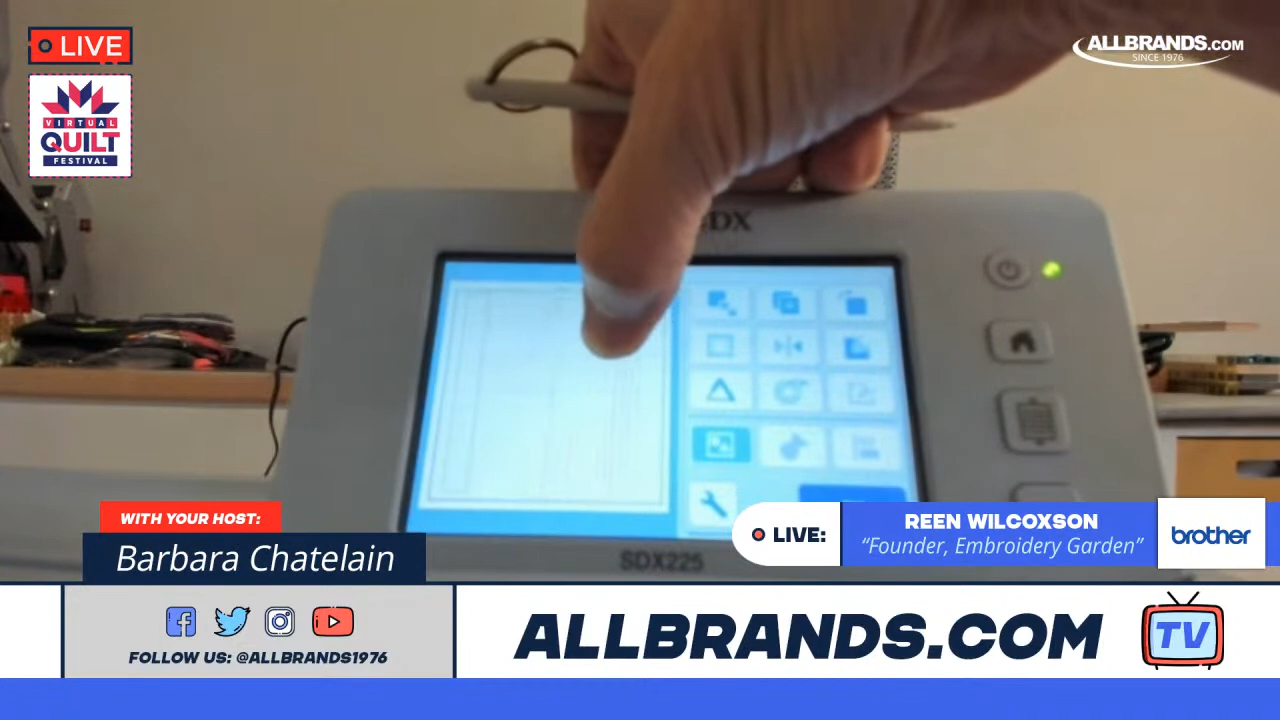 LIVE
ALLBRANDS.COM
SINCE 1976
VIRTUAL
QUILT
FESTIVAL
SDX225
WITH YOUR HOST:
Barbara Chatelain
LIVE:
REEN WILCOXSON
“Founder, Embroidery Garden”
brother
FOLLOW US: @ALLBRANDS1976
ALLBRANDS.COM
TV